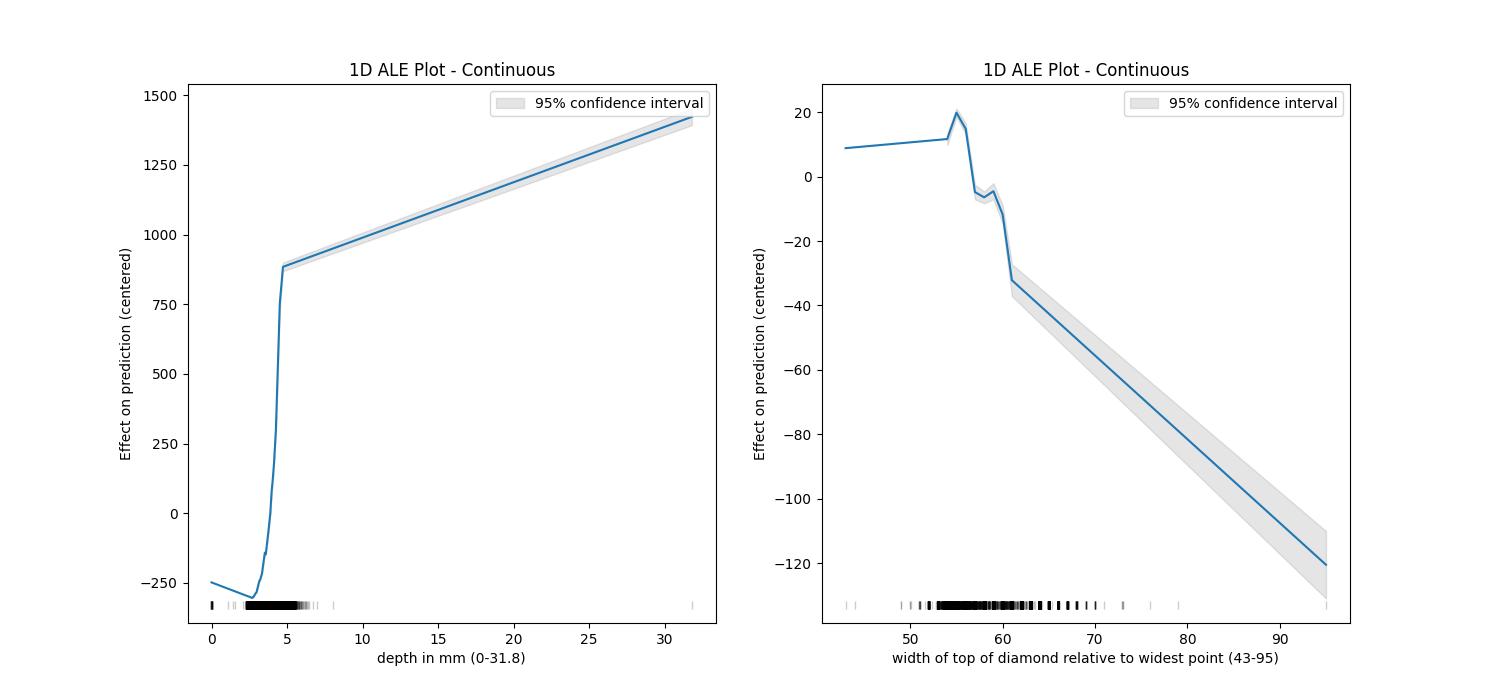 1D ALE Plot - Continuous
95% confidence interval
1500
1250
1000
750
500
250
0
−250
Effect on prediction (centered)
0 5 10 15 20 25 30
depth in mm (0-31.8)
1D ALE Plot - Continuous
95% confidence interval
20
0
−20
−40
−60
−80
−100
−120
Effect on prediction (centered)
50 60 70 80 90
width of top of diamond relative to widest point (43-95)